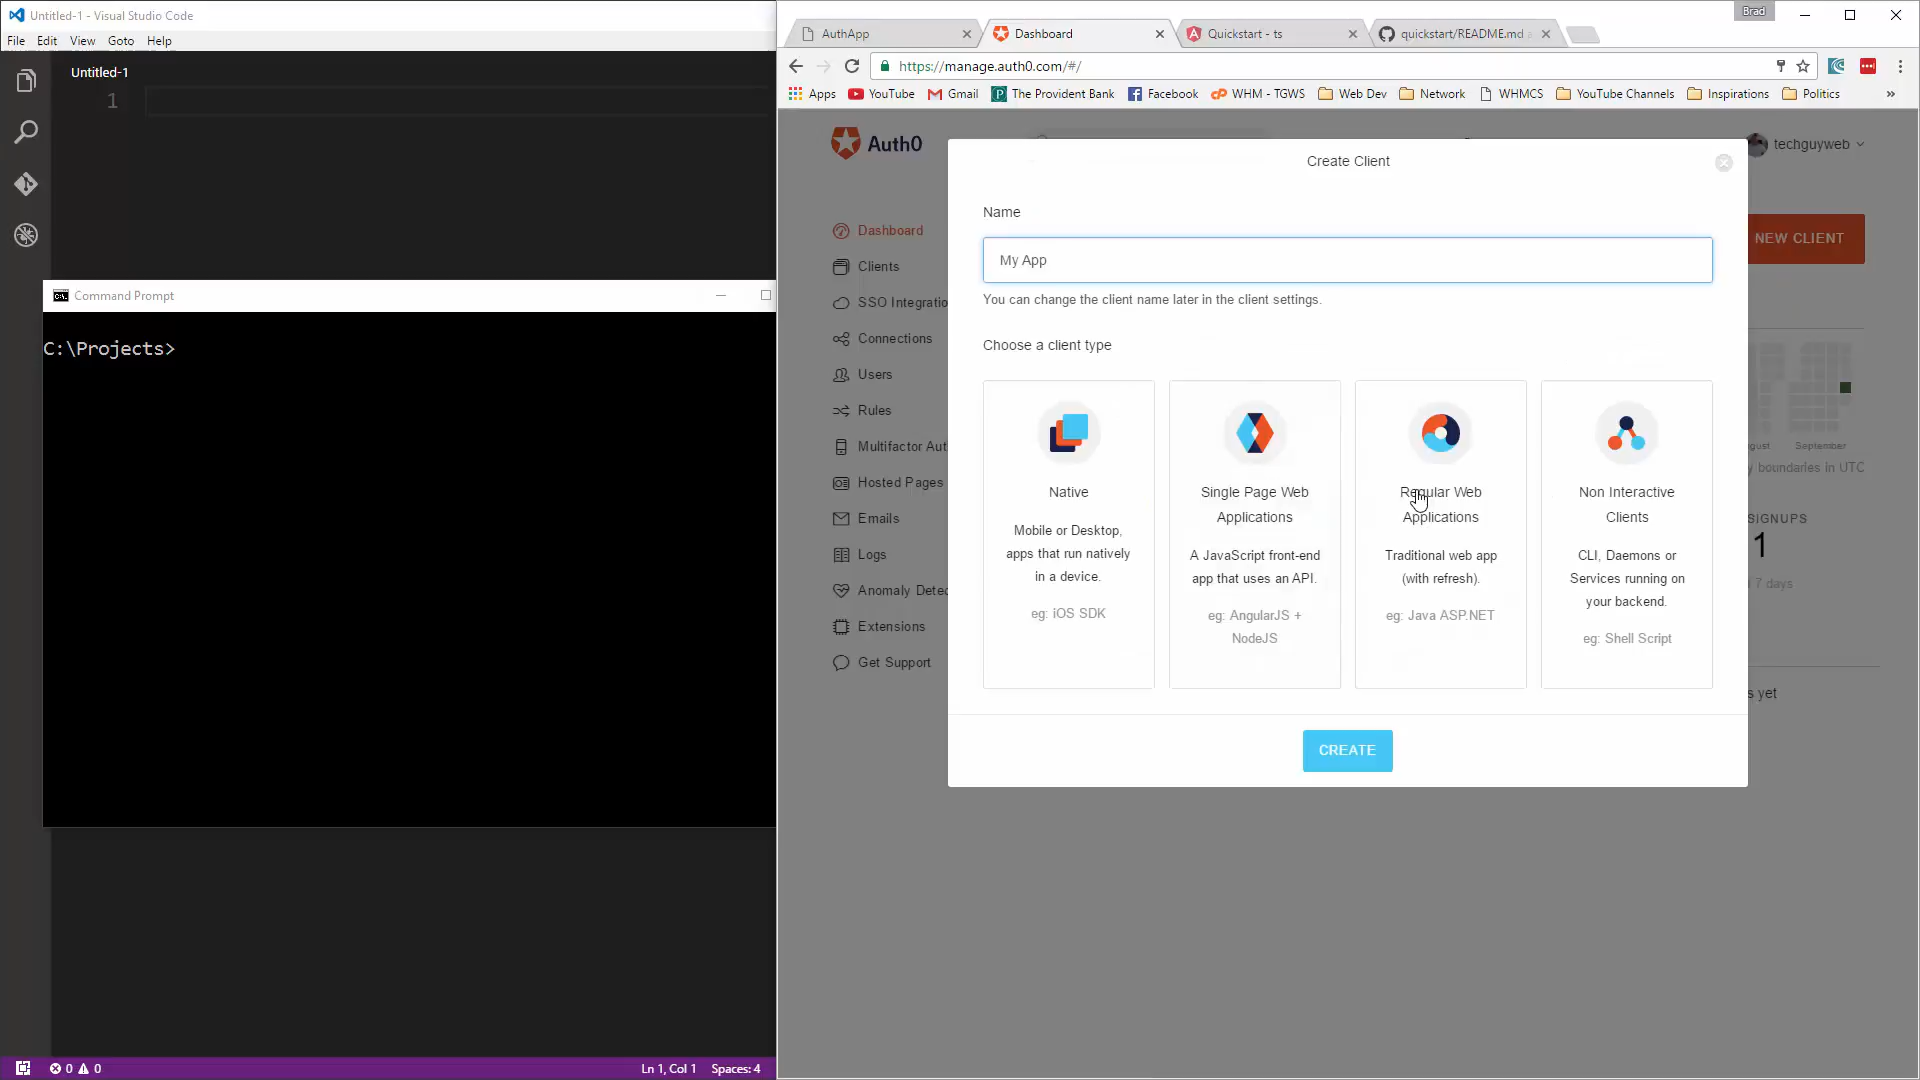 Untitled-1 - Visual Studio Code
File Edit View Goto Help
Untitled-1
1
Command Prompt
C:\Projects>
0 0
Ln 1, Col 1 Spaces: 4
Brad
AuthApp
Dashboard
Quickstart - ts
quickstart/README.md
https://manage.auth0.com/#/
Apps YouTube Gmail The Provident Bank Facebook WHM - TGWS Web Dev Network WHMCS YouTube Channels Inspirations Politics »
Auth0
techguyweb
Dashboard
Clients
SSO Integratio
Connections
Users
Rules
Multifactor Aut
Hosted Pages
Emails
Logs
Anomaly Detec
Extensions
Get Support
NEW CLIENT
gust September
y boundaries in UTC
SIGNUPS
1
7 days
s yet
Create Client
Name
My App
You can change the client name later in the client settings.
Choose a client type
Native
Mobile or Desktop,
apps that run natively
in a device.
eg: iOS SDK
Single Page Web
Applications
A JavaScript front-end
app that uses an API.
eg: AngularJS +
NodeJS
Regular Web
Applications
Traditional web app
(with refresh).
eg: Java ASP.NET
Non Interactive
Clients
CLI, Daemons or
Services running on
your backend.
eg: Shell Script
CREATE